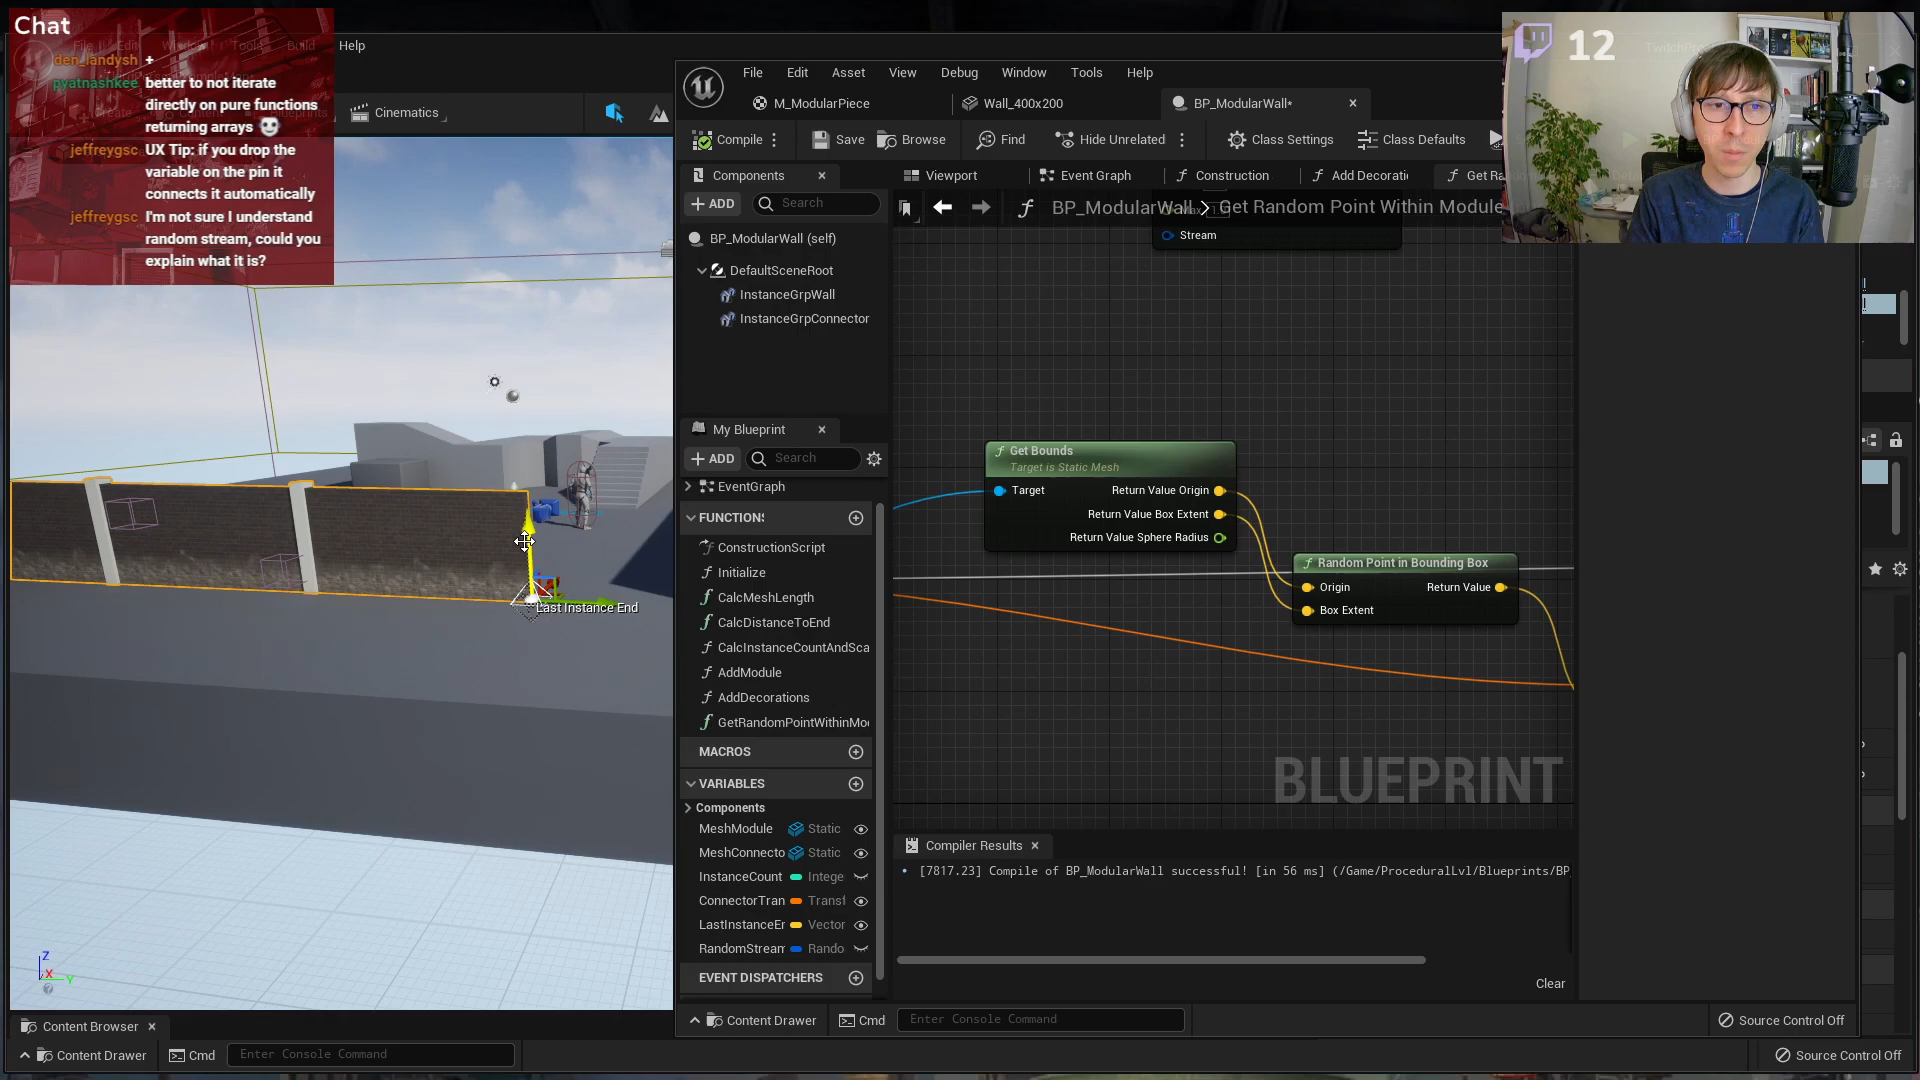 Chat
den_landysh +
pyatnashkee better to not iterate
directly on pure functions
returning arrays
jeffreygsc UX Tip: if you drop the
variable on the pin it
connects it automatically
jeffreygsc I'm not sure I understand
random stream, could you
explain what it is?
File Edit Window Tools Build Help
Cinematics
12
File Edit Asset View Debug Window Tools Help
M_ModularPiece
Wall_400x200
BP_ModularWall*
Compile
Save
Browse
Find
Hide Unrelated
Class Settings
Class Defaults
Components
Viewport
Event Graph
Construction
Add Decorati
ADD
Search
BP_ModularWall
Get Random Point Within Module
BP_ModularWall (self)
DefaultSceneRoot
InstanceGrpWall
InstanceGrpConnector
Stream
My Blueprint
ADD
Search
EventGraph
FUNCTIONS
ConstructionScript
Initialize
CalcMeshLength
CalcDistanceToEnd
CalcInstanceCountAndSca
AddModule
AddDecorations
GetRandomPointWithinMo
MACROS
VARIABLES
Components
MeshModule Static
MeshConnecto Static
InstanceCount Intege
ConnectorTran Transf
LastInstanceEr Vector
RandomStrear Rando
EVENT DISPATCHERS
Get Bounds
Target is Static Mesh
Target
Return Value Origin
Return Value Box Extent
Return Value Sphere Radius
Random Point in Bounding Box
Origin
Return Value
Box Extent
BLUEPRINT
Last Instance End
Z
X
Y
Compiler Results
[7817.23] Compile of BP_ModularWall successful! [in 56 ms] (/Game/ProceduralLvl/Blueprints/BP_
Clear
Content Drawer
Cmd
Enter Console Command
Source Control Off
Content Browser
Content Drawer
Cmd
Enter Console Command
Source Control Off